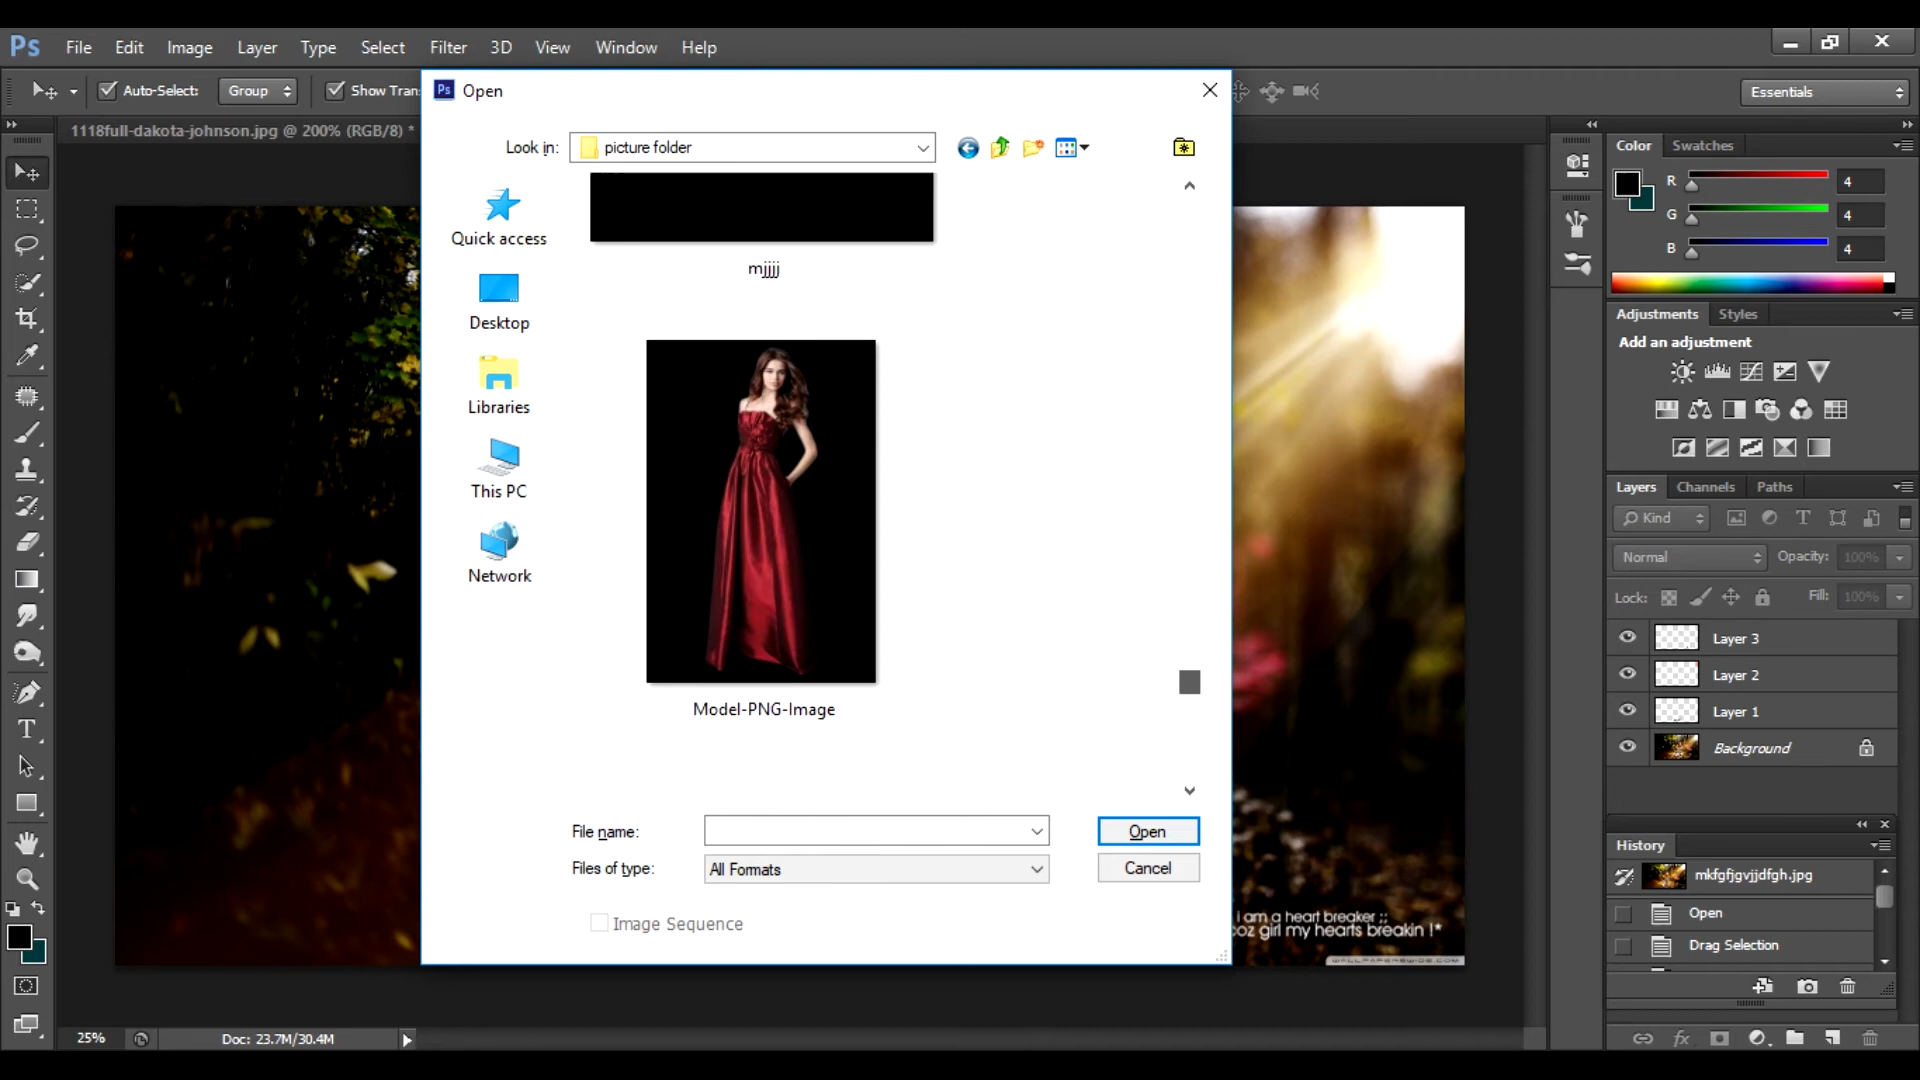 Ps File Edit Image Layer Type Select Filter 3D View Window Help
Auto-Select: Group Show Tran Essentials
1118full-dakota-johnson.jpg @ 200% (RGB/8) *
Ps Open
Look in: picture folder
Quick access
Desktop
Libraries
This PC
Network
mjjjj
Model-PNG-Image
File name: Open
Files of type: All Formats Cancel
Image Sequence
Color Swatches
R 4
G 4
B 4
Adjustments Styles
Add an adjustment
Layers Channels Paths
Kind
Normal Opacity: 100%
Lock: Fill: 100%
Layer 3
Layer 2
Layer 1
Background
History
mkfgfjgvjjdfgh.jpg
Open
Drag Selection
i am a heart breaker ;;
oz girl my hearts breakin !*
WALLPAPERSWIDE.COM
25% Doc: 23.7M/30.4M